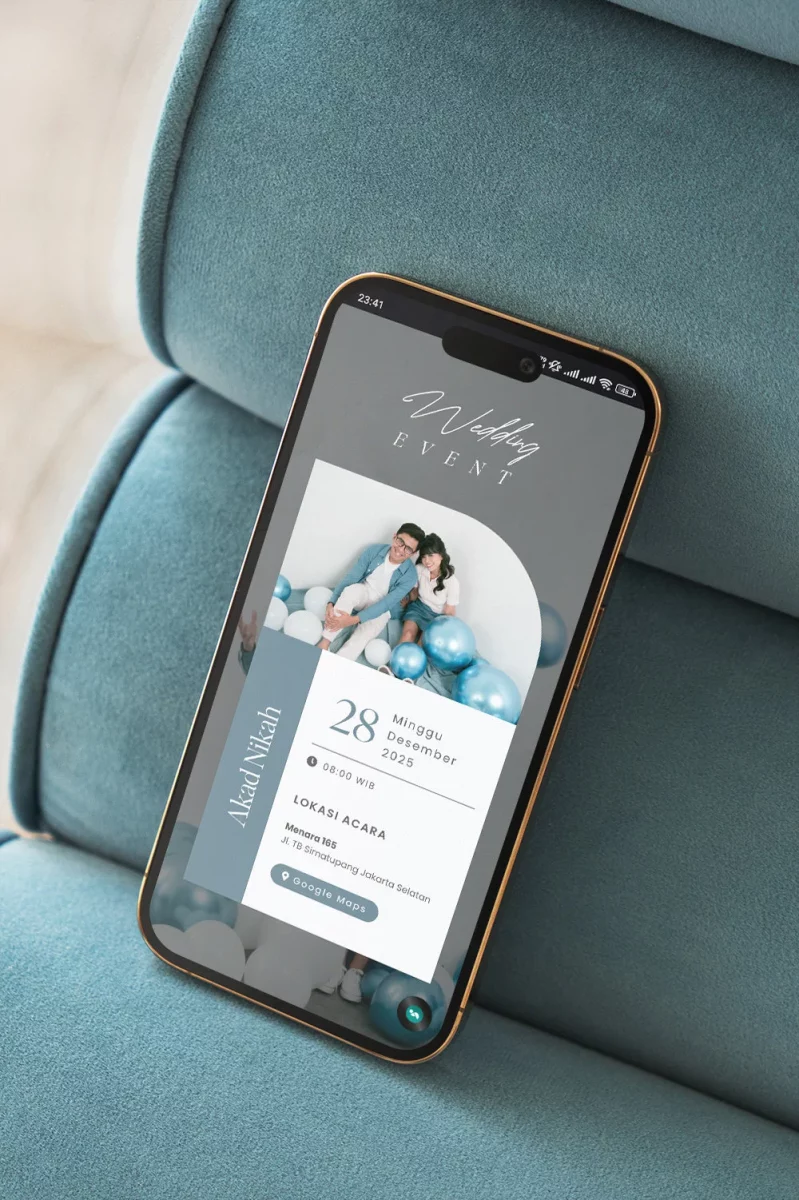 23:41
48
Wedding
EVENT
Akad Nikah
28
Minggu
Desember
2025
08:00 WIB
LOKASI ACARA
Menara 165
Jl. TB Simatupang Jakarta Selatan
Google Maps